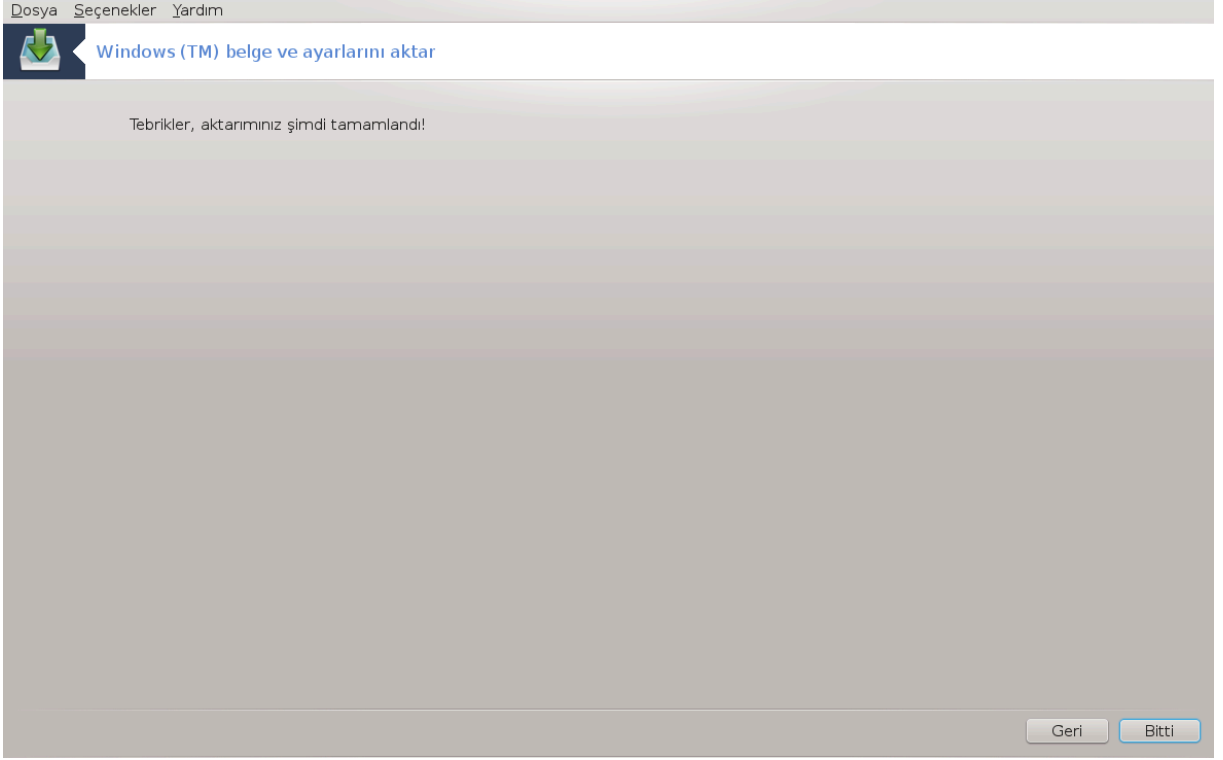 Dosya Seçenekler Yardım
Windows (TM) belge ve ayarlarını aktar
Tebrikler, aktarımınız şimdi tamamlandı!
Geri Bitti